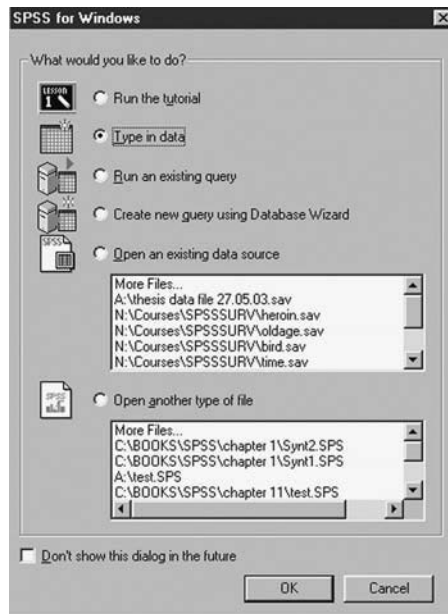 SPSS for Windows
What would you like to do?
LESSON
1
Run the tutorial
Type in data
Run an existing query
Create new query using Database Wizard
SPSS
Open an existing data source
More Files...
A:\thesis data file 27.05.03.sav
N:\Courses\SPSSSURV\heroin.sav
N:\Courses\SPSSSURV\oldage.sav
N:\Courses\SPSSSURV\bird.sav
N:\Courses\SPSSSURV\time.sav
SPSS
Open another type of file
More Files...
C:\BOOKS\SPSS\chapter 1\Synt2.SPS
C:\BOOKS\SPSS\chapter 1\Synt1.SPS
A:\test.SPS
C:\BOOKS\SPSS\chapter 11\test.SPS
Don't show this dialog in the future
OK
Cancel